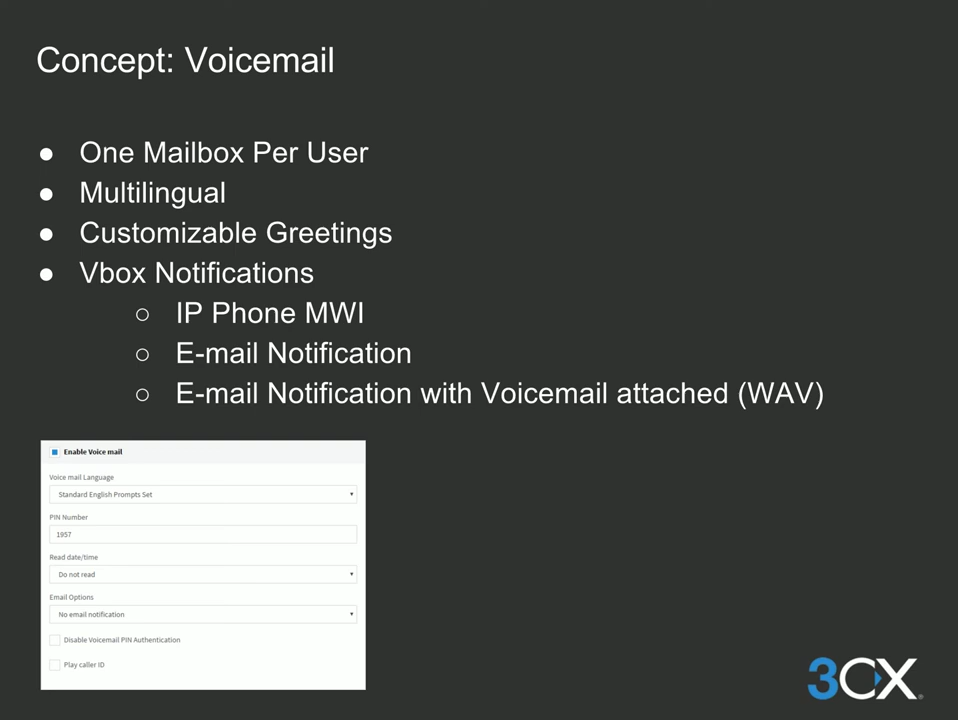 Concept: Voicemail
● One Mailbox Per User
● Multilingual
● Customizable Greetings
● Vbox Notifications
○ IP Phone MWI
○ E-mail Notification
○ E-mail Notification with Voicemail attached (WAV)
Enable Voice mail
Voice mail Language
Standard English Prompts Set
PIN Number
1957
Read date/time
Do not read
Email Options
No email notification
Disable Voicemail PIN Authentication
Play caller ID
3CX®